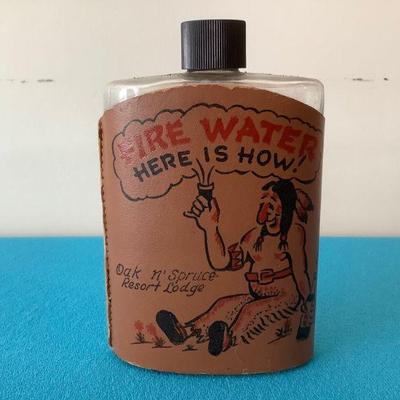 FIRE WATER
HERE IS HOW!
Oak n' Spruce
Resort Lodge